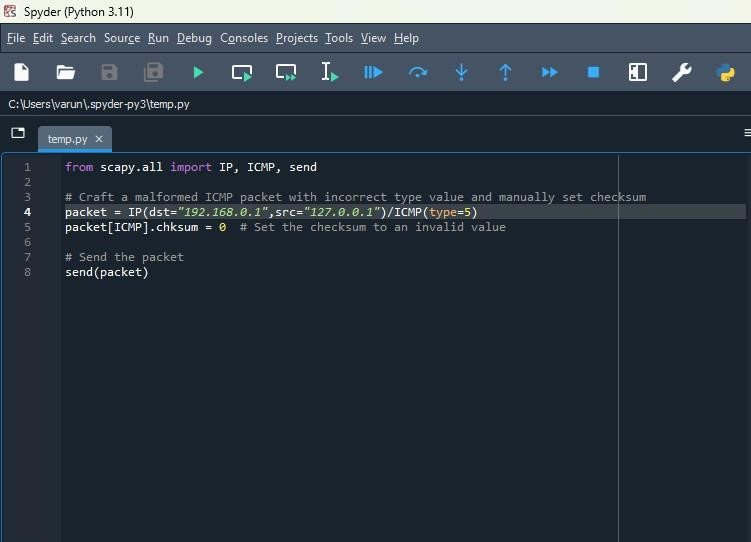 Spyder (Python 3.11)
File Edit Search Source Run Debug Consoles Projects Tools View Help
C:\Users\varun\.spyder-py3\temp.py
temp.py
1 from scapy.all import IP, ICMP, send
2
3 # Craft a malformed ICMP packet with incorrect type value and manually set checksum
4 packet = IP(dst="192.168.0.1",src="127.0.0.1")/ICMP(type=5)
5 packet[ICMP].chksum = 0  # Set the checksum to an invalid value
6
7 # Send the packet
8 send(packet)